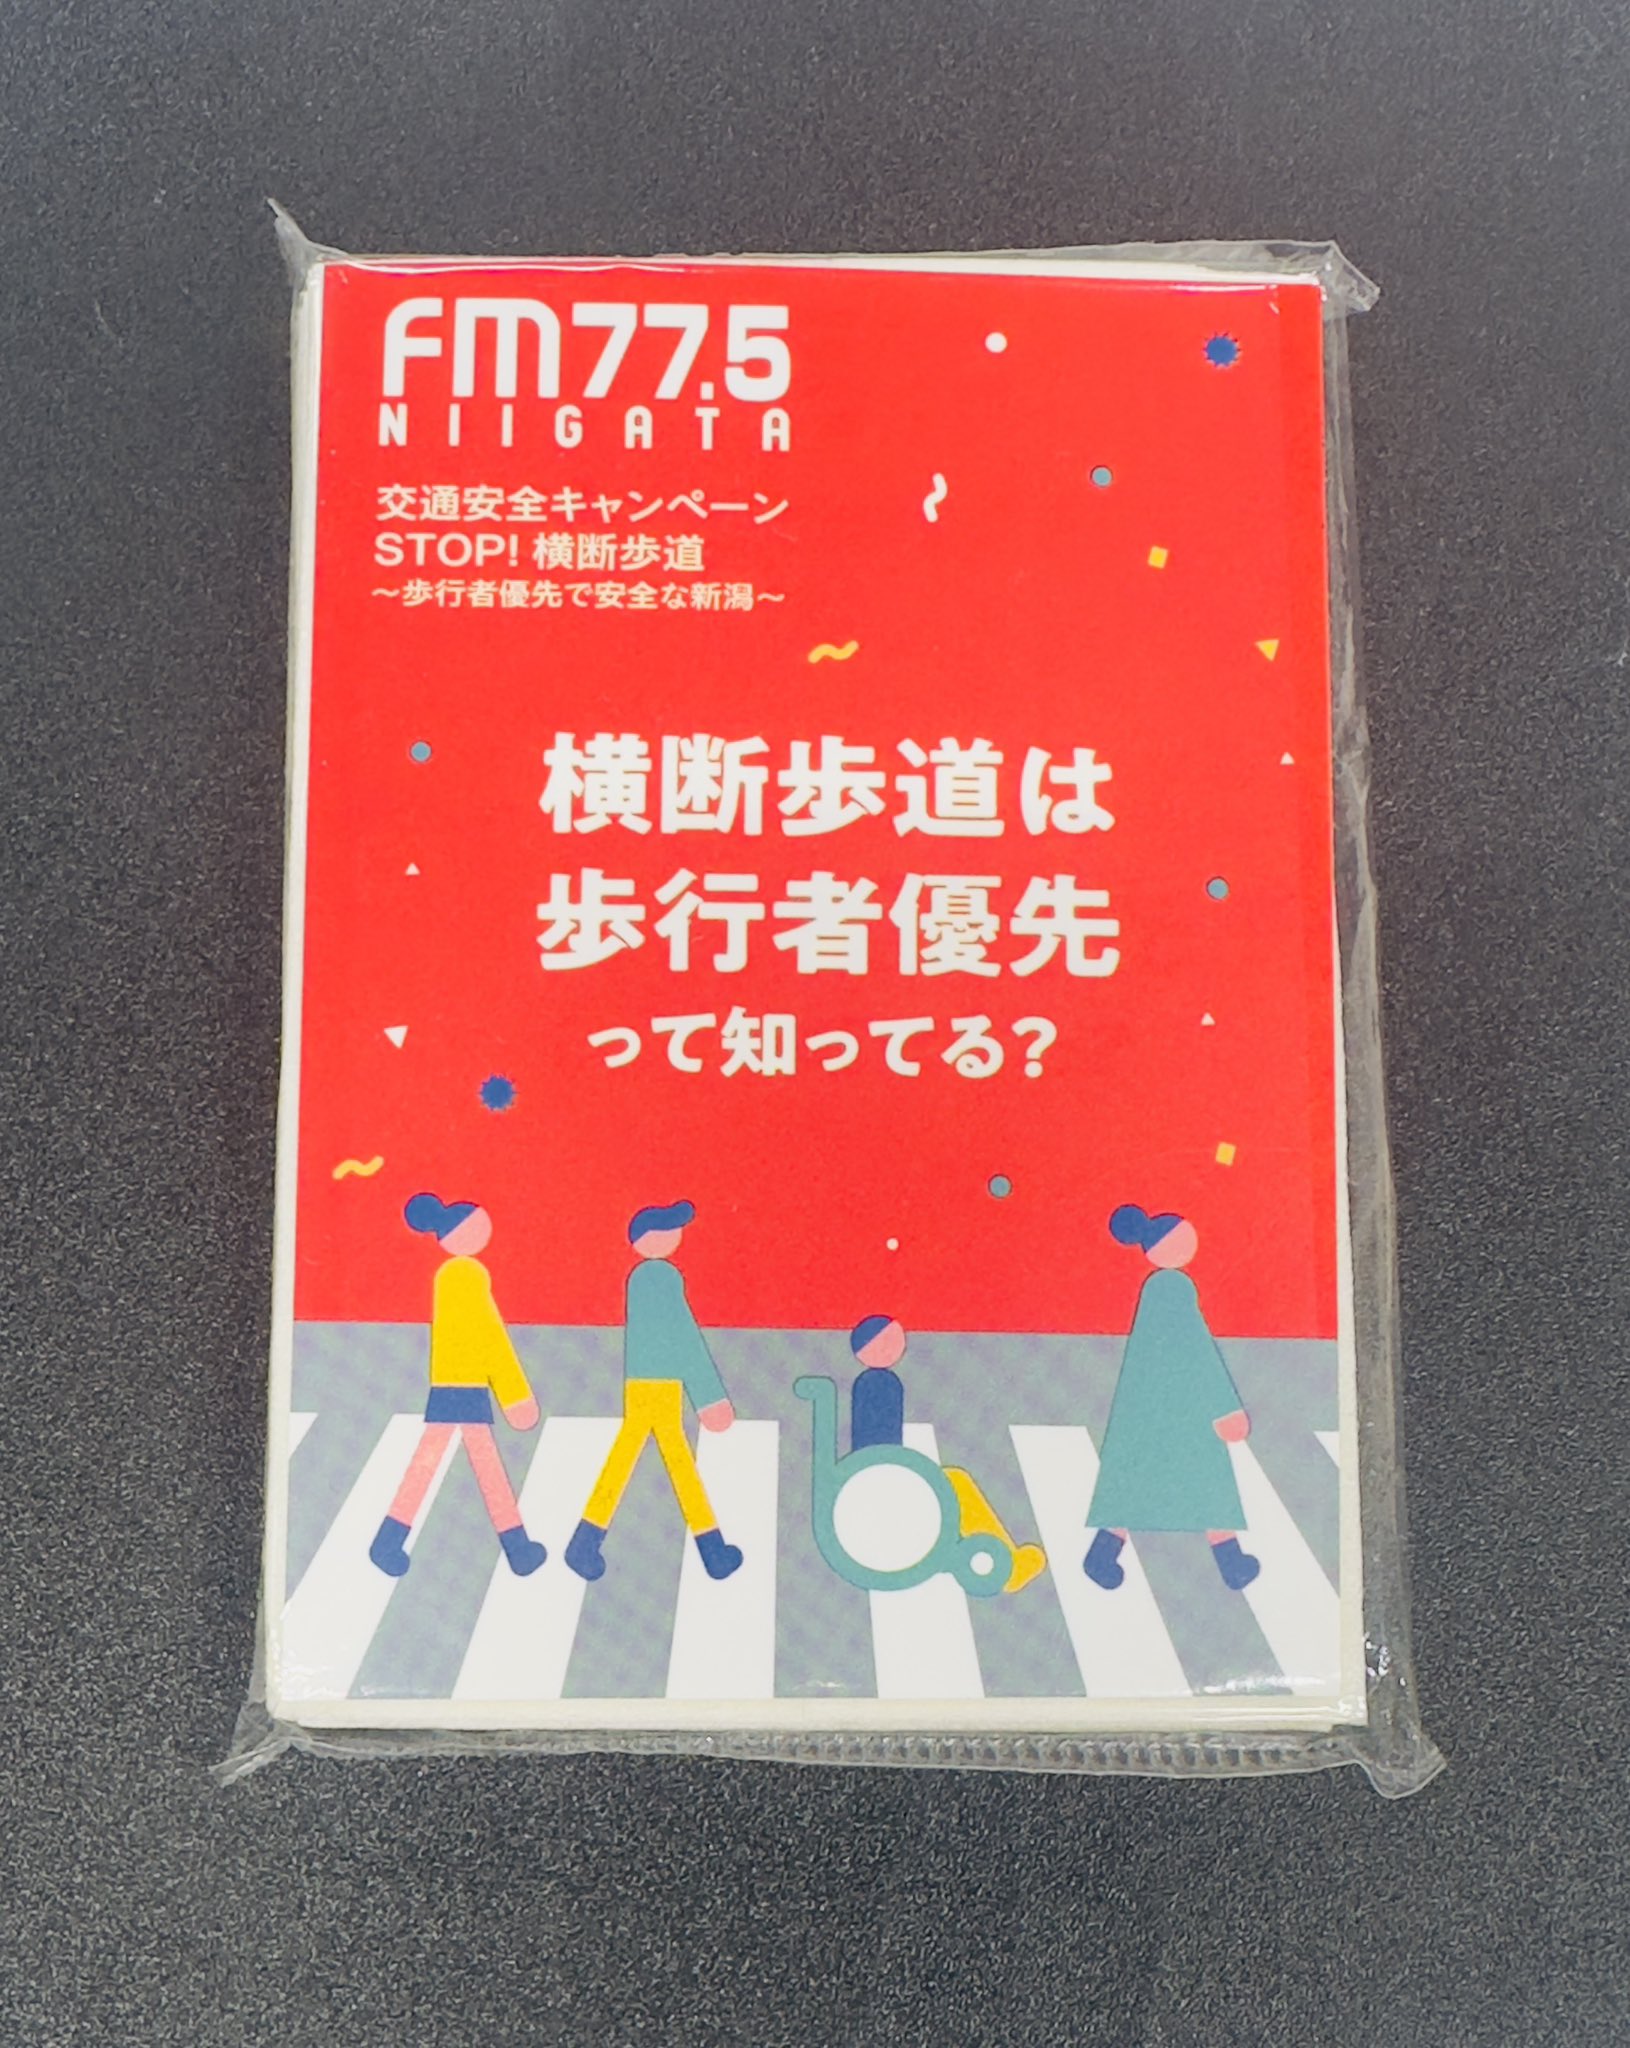 FM77.5
NIIGATA
交通安全キャンペーン
STOP! 横断歩道
～歩行者優先で安全な新潟～
横断歩道は
歩行者優先
って知ってる？